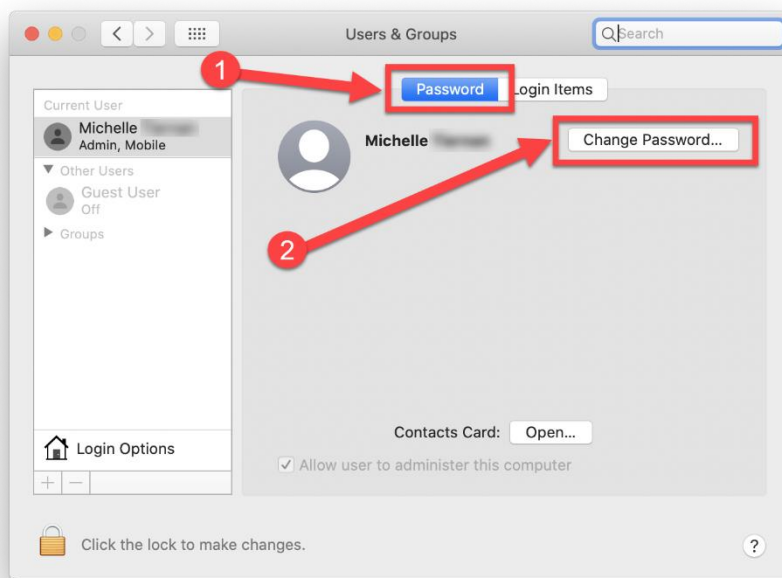 Users & Groups
Search
1
Password
Login Items
Current User
Michelle
Admin, Mobile
Michelle
Change Password...
Other Users
Guest User
Off
2
Groups
Contacts Card: Open...
Login Options
Allow user to administer this computer
+ −
Click the lock to make changes.
?